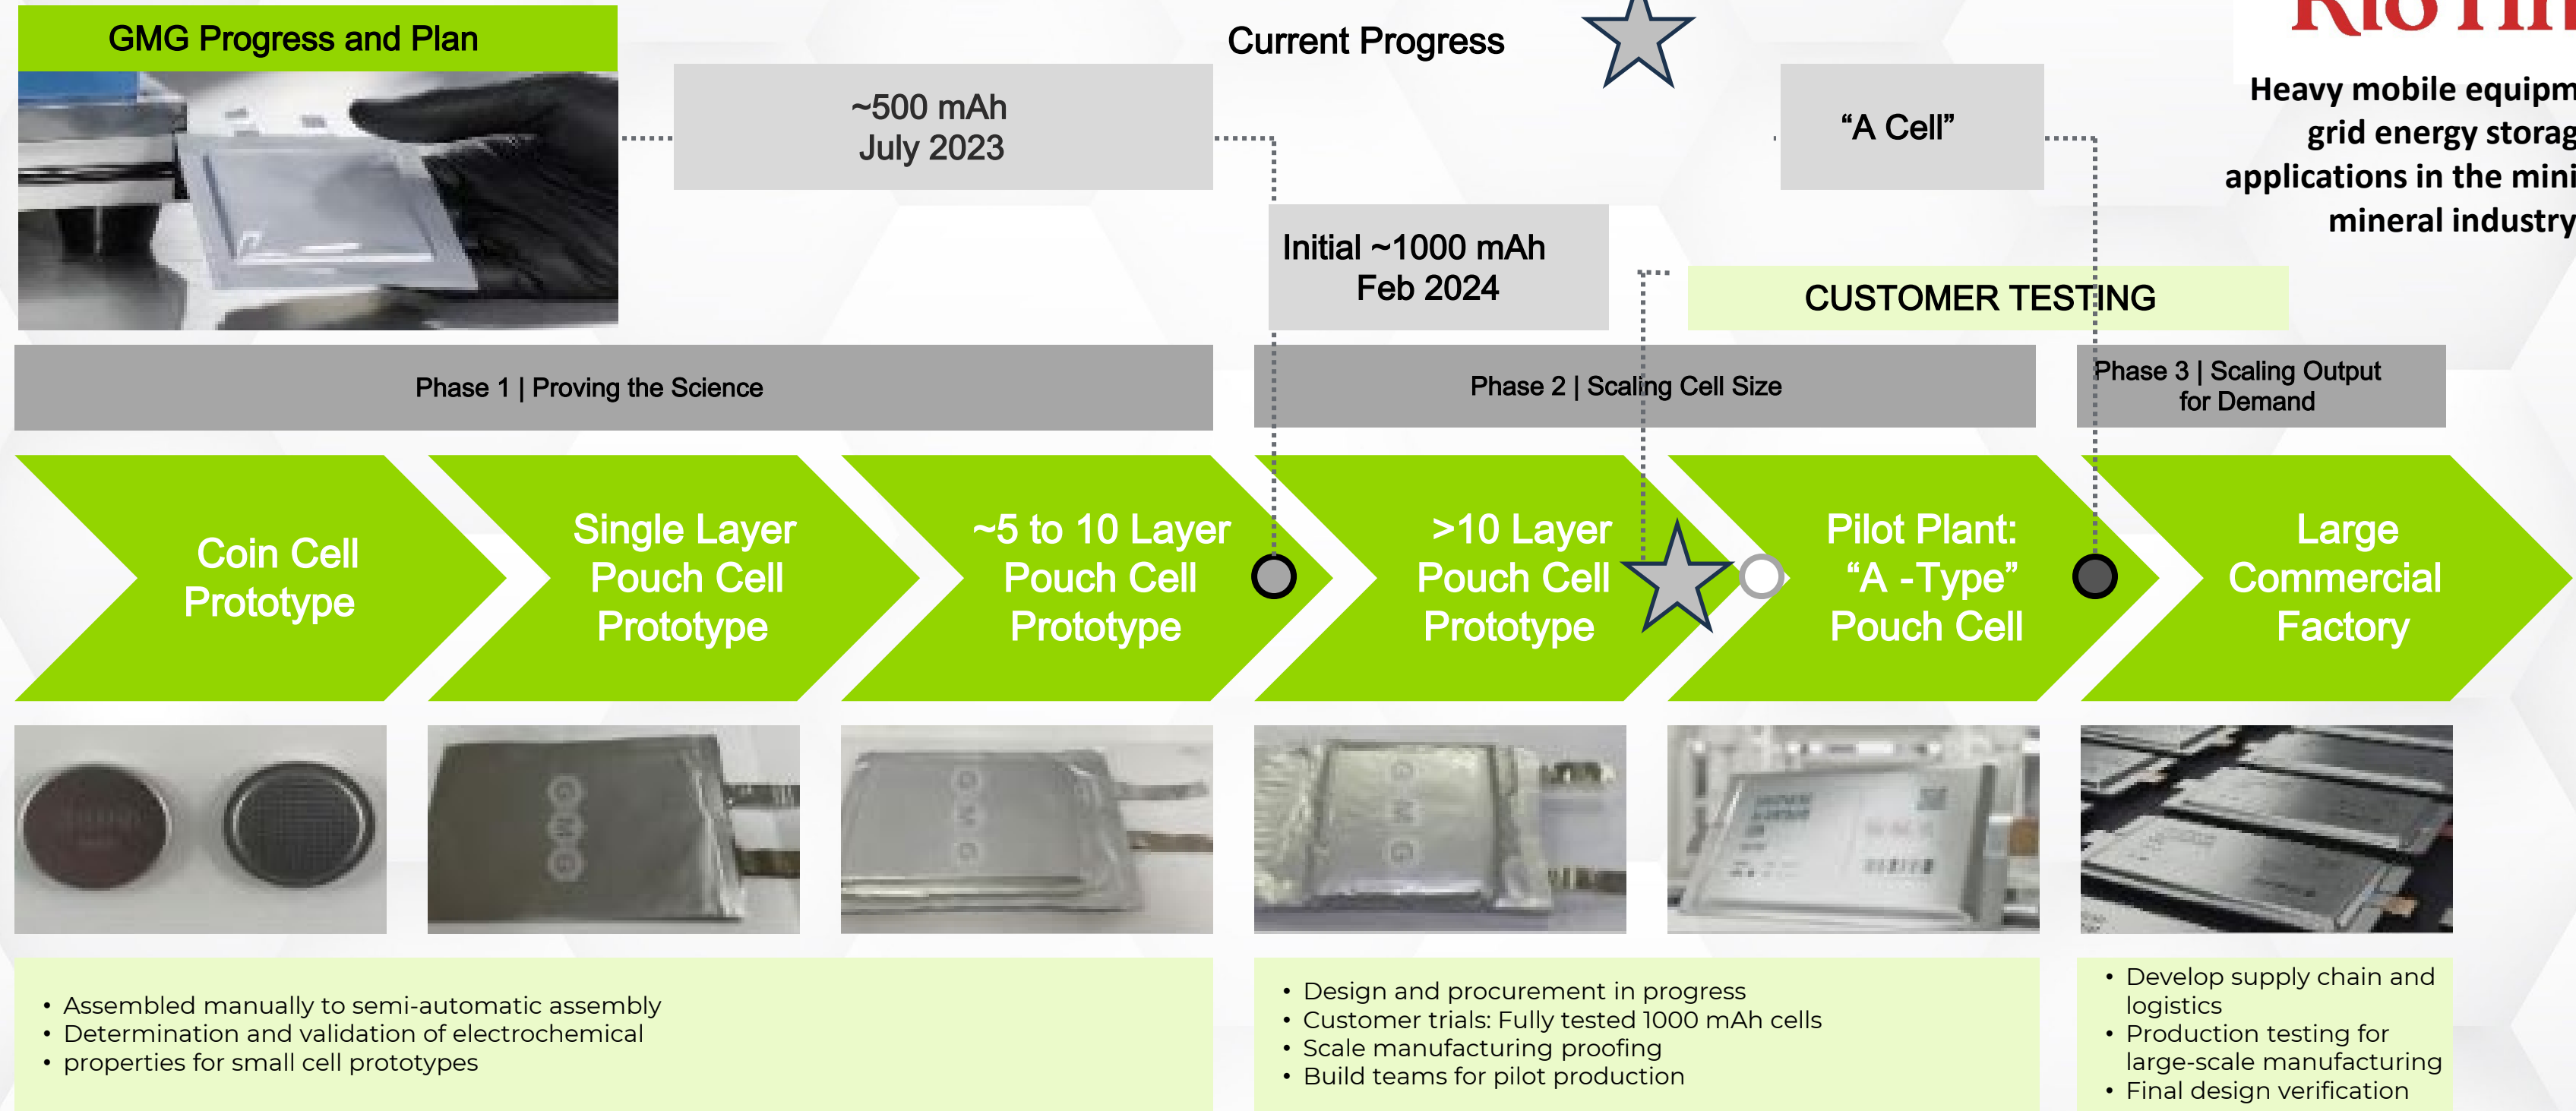 GMG Progress and Plan
Current Progress
~500 mAh
July 2023
“A Cell”
Heavy mobile equipm
grid energy storag
applications in the mini
mineral industry
Initial ~1000 mAh
Feb 2024
CUSTOMER TESTING
Phase 1 | Proving the Science
Phase 2 | Scaling Cell Size
Phase 3 | Scaling Output
for Demand
Coin Cell
Prototype
Single Layer
Pouch Cell
Prototype
~5 to 10 Layer
Pouch Cell
Prototype
>10 Layer
Pouch Cell
Prototype
Pilot Plant:
“A -Type”
Pouch Cell
Large
Commercial
Factory
GMG
GMG
GMG
• Assembled manually to semi-automatic assembly
• Determination and validation of electrochemical
• properties for small cell prototypes
• Design and procurement in progress
• Customer trials: Fully tested 1000 mAh cells
• Scale manufacturing proofing
• Build teams for pilot production
• Develop supply chain and
logistics
• Production testing for
large-scale manufacturing
• Final design verification